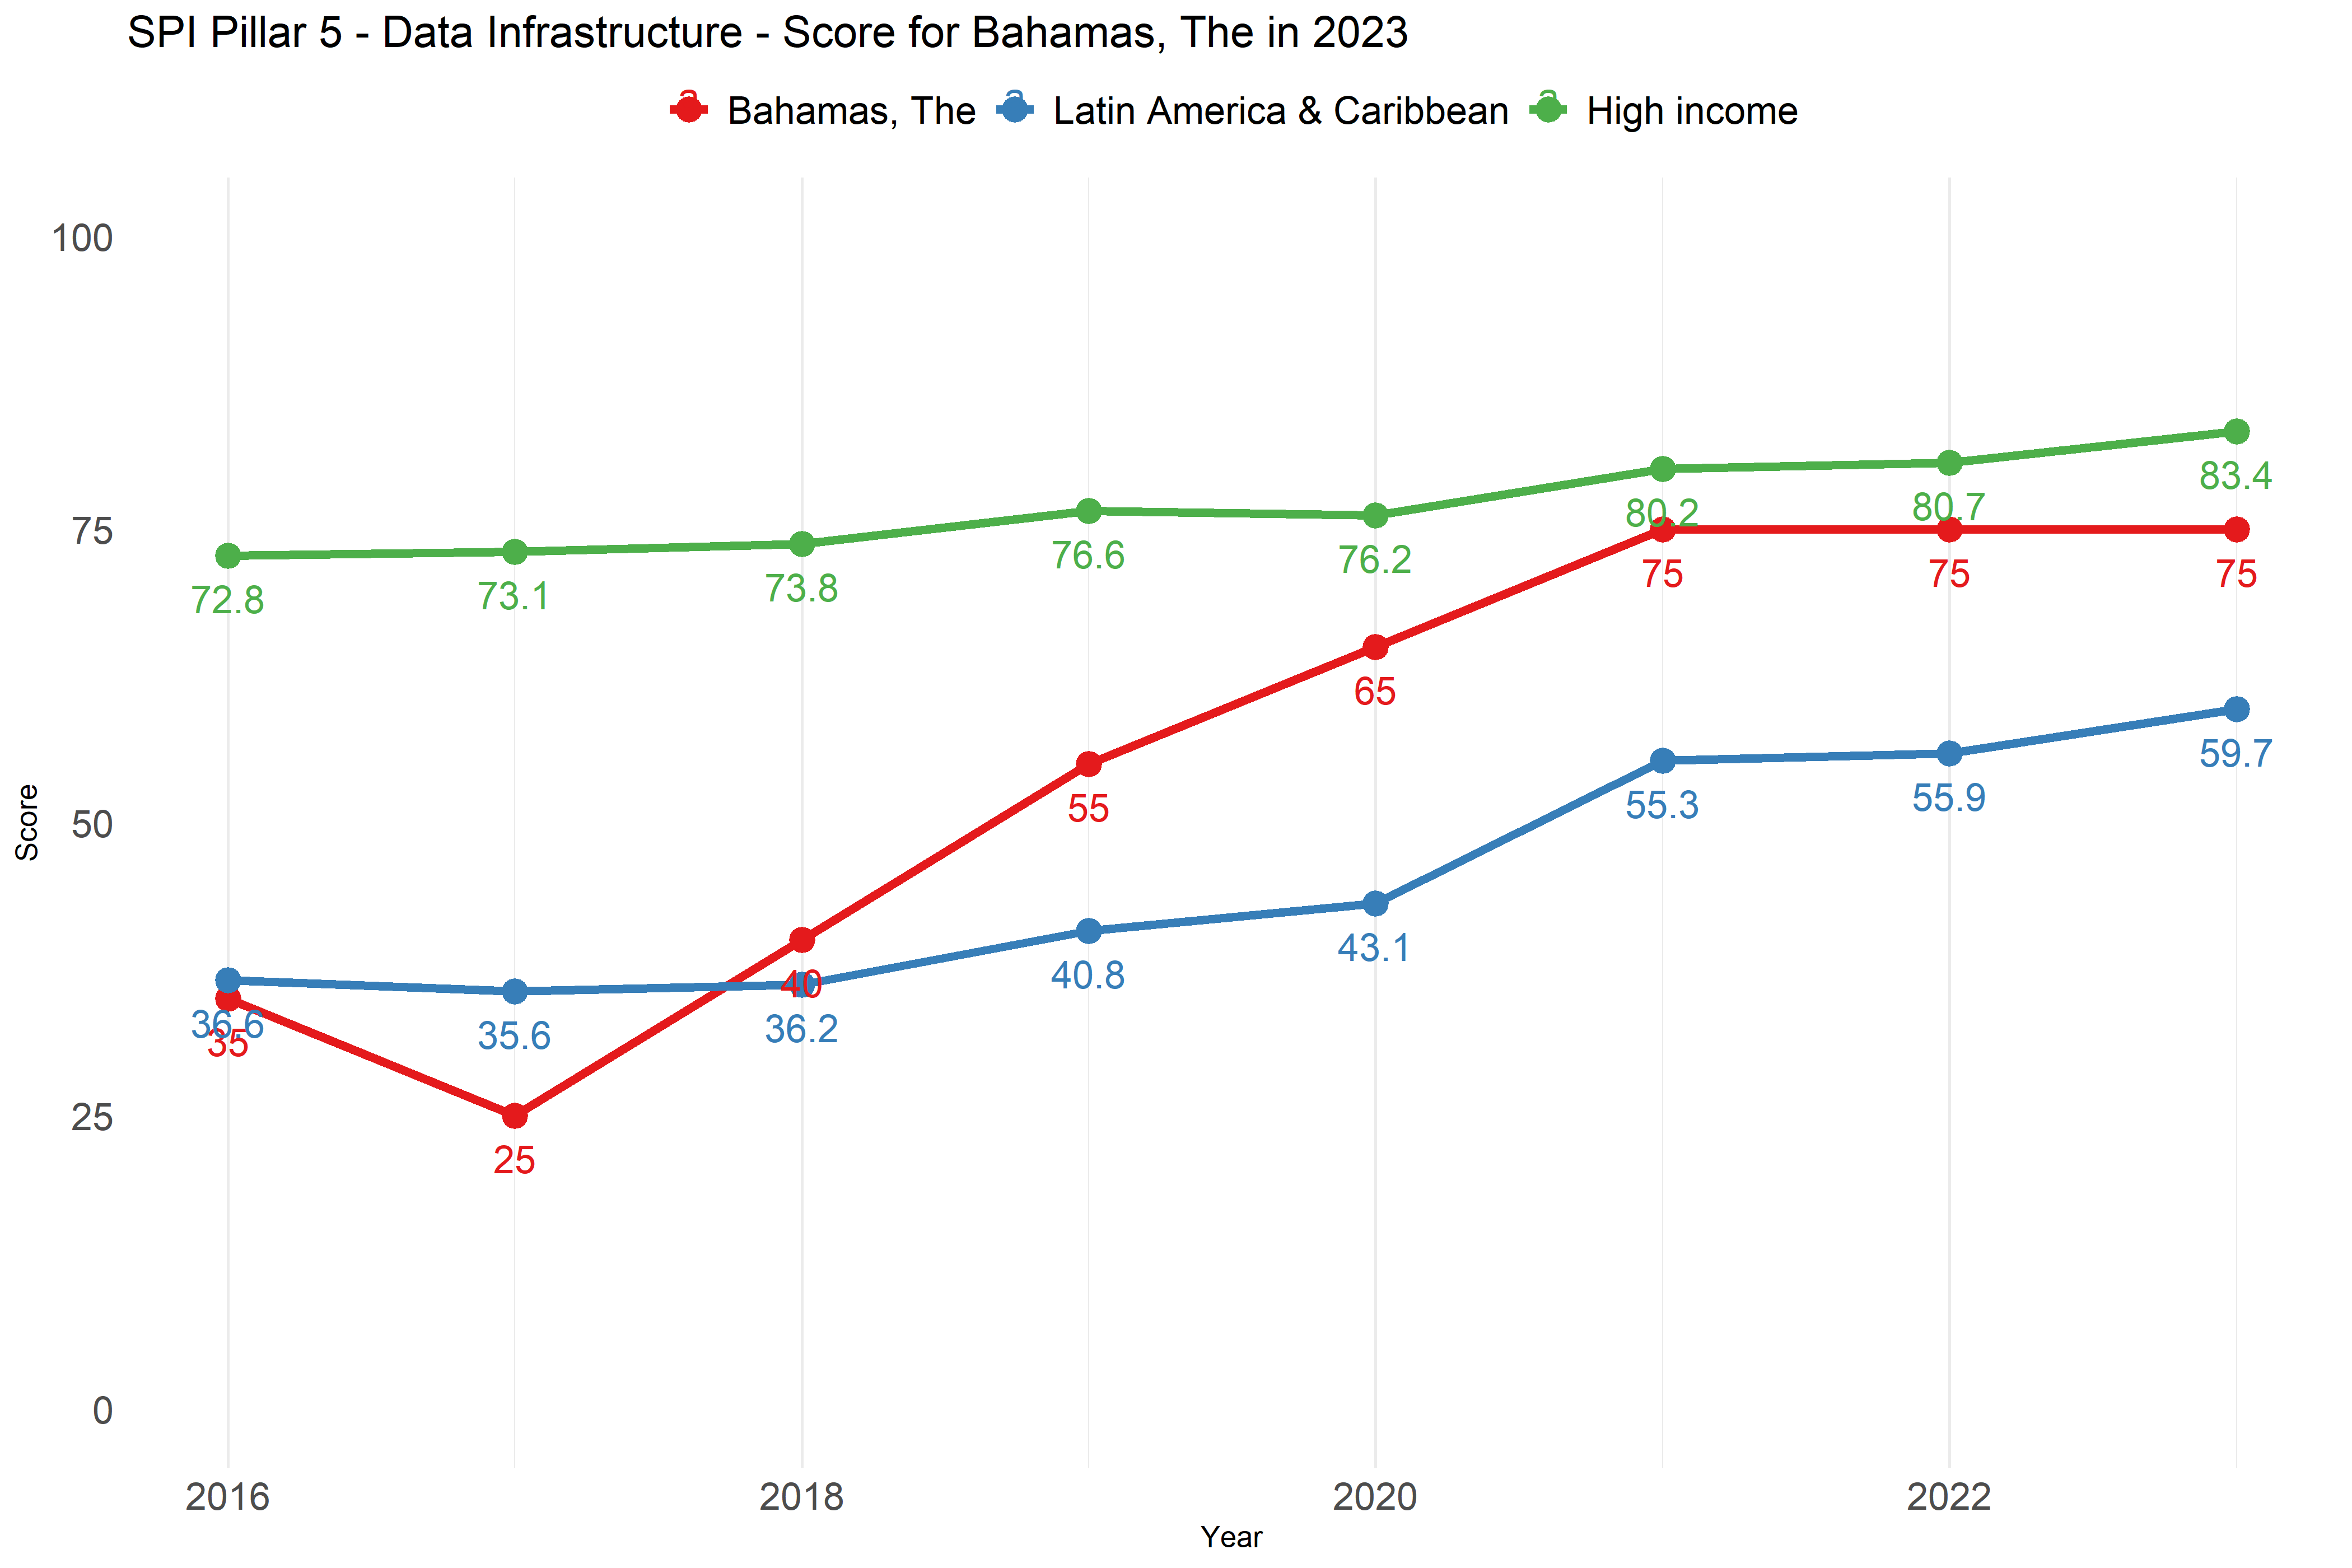 SPI Pillar 5 - Data Infrastructure - Score for Bahamas, The in 2023
Bahamas, The Latin America & Caribbean High income
100
75
50
25
0
Score
72.8 73.1 73.8 76.6 76.2 80.2 80.7 83.4
35 25 40 55 65 75 75 75
36.6 35.6 36.2 40.8 43.1 55.3 55.9 59.7
2016 2018 2020 2022
Year